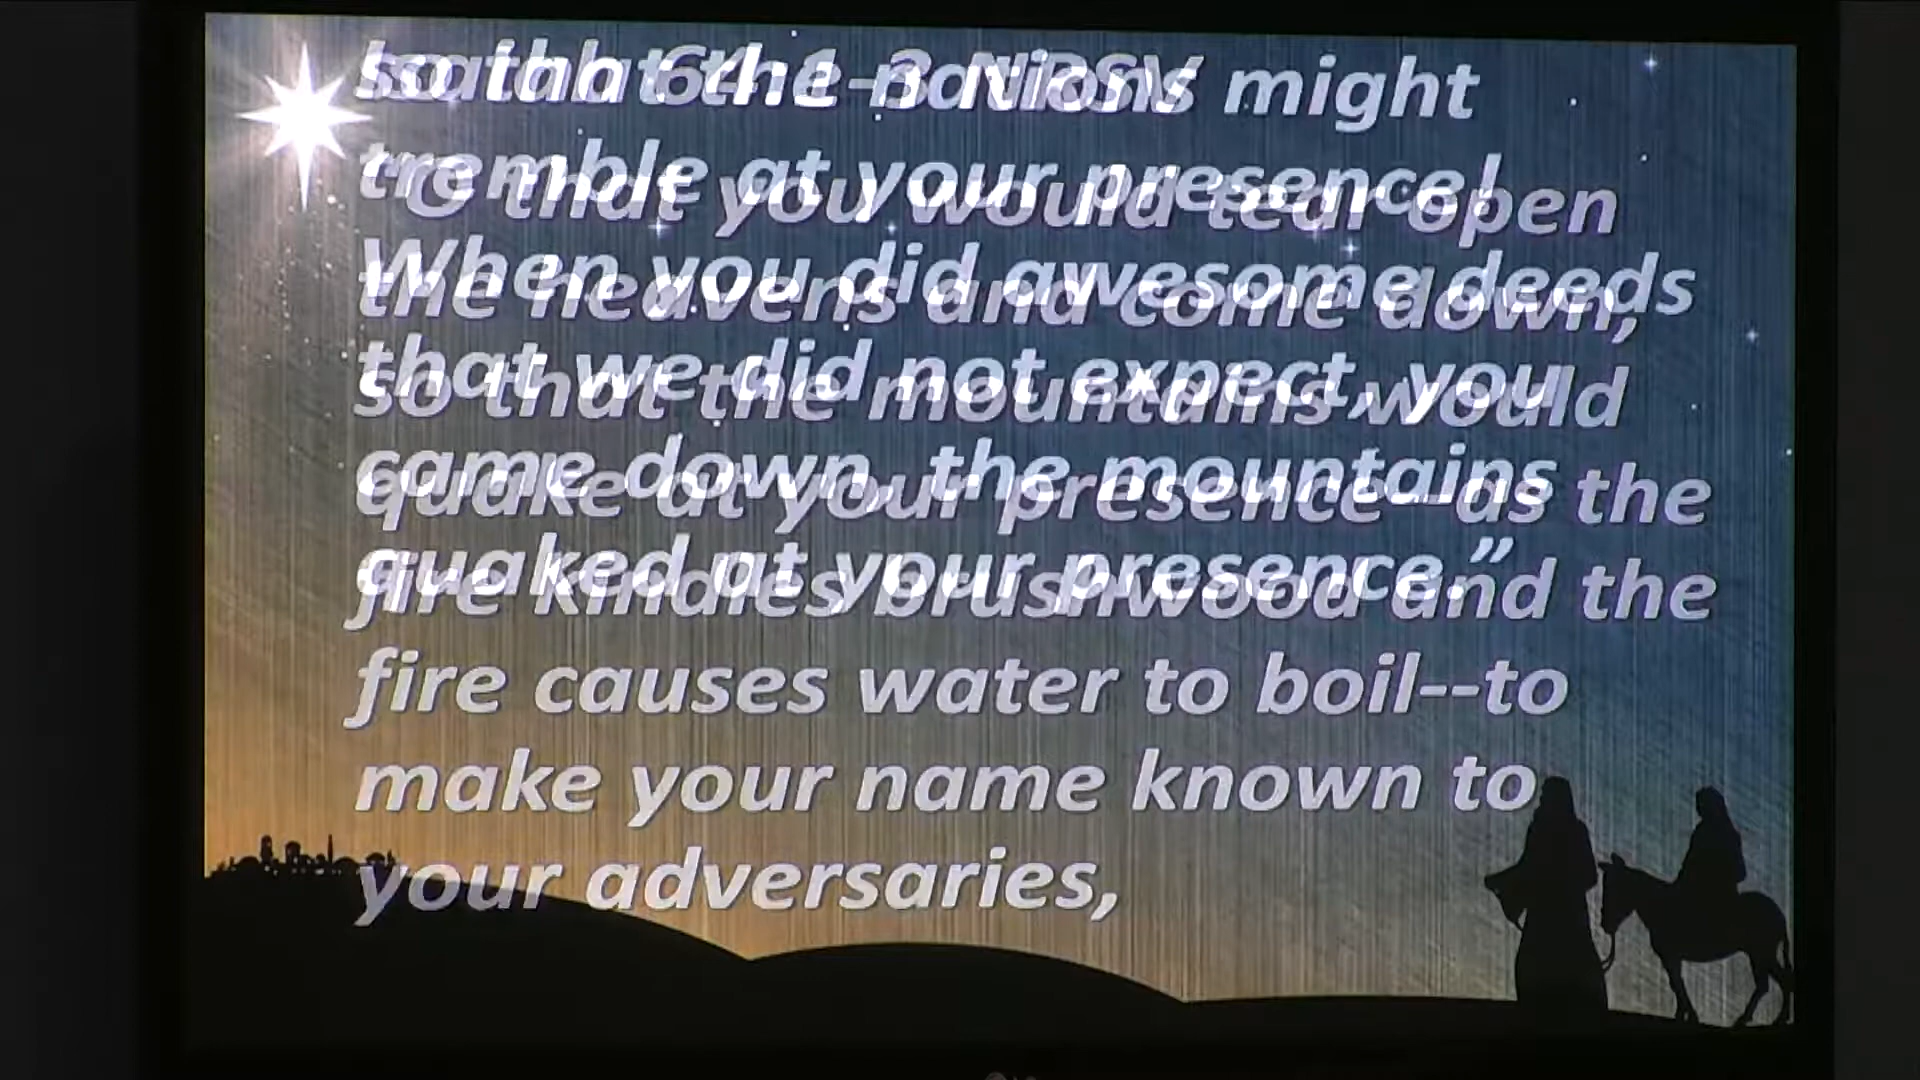 Isaiah 64:1-3 NRSV
"O that you would tear open
the heavens and come down,
so that the mountains would
quake at your presence--as the
fire kindles brushwood and the
fire causes water to boil--to
make your name known to
your adversaries,
so that the nations might
tremble at your presence!
When you did awesome deeds
that we did not expect, you
came down, the mountains
quaked at your presence.”